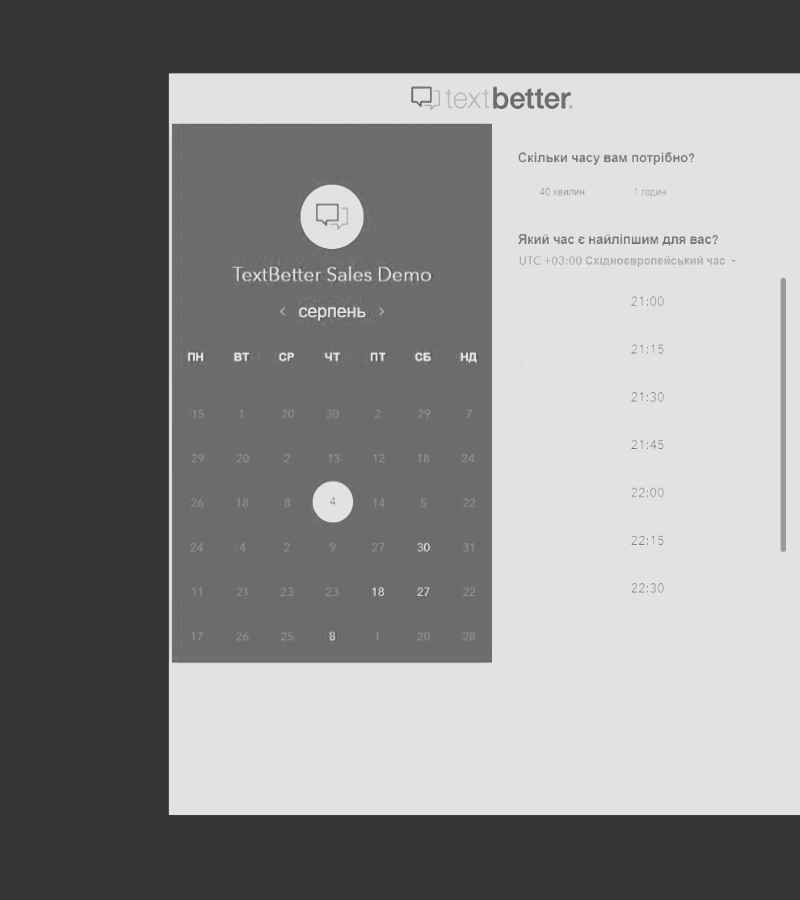 textbetter.
TextBetter Sales Demo
‹ серпень ›
ПН ВТ СР ЧТ ПТ СБ НД
15 1 20 30 2 29 7
29 20 2 13 12 18 24
26 18 8 4 14 5 22
24 4 2 9 27 30 31
11 21 23 23 18 27 22
17 26 25 8 1 20 28
Скільки часу вам потрібно?
40 хвилин 1 годин
Який час є найліпшим для вас?
UTC +03:00 Східноєвропейський час
21:00
21:15
21:30
21:45
22:00
22:15
22:30